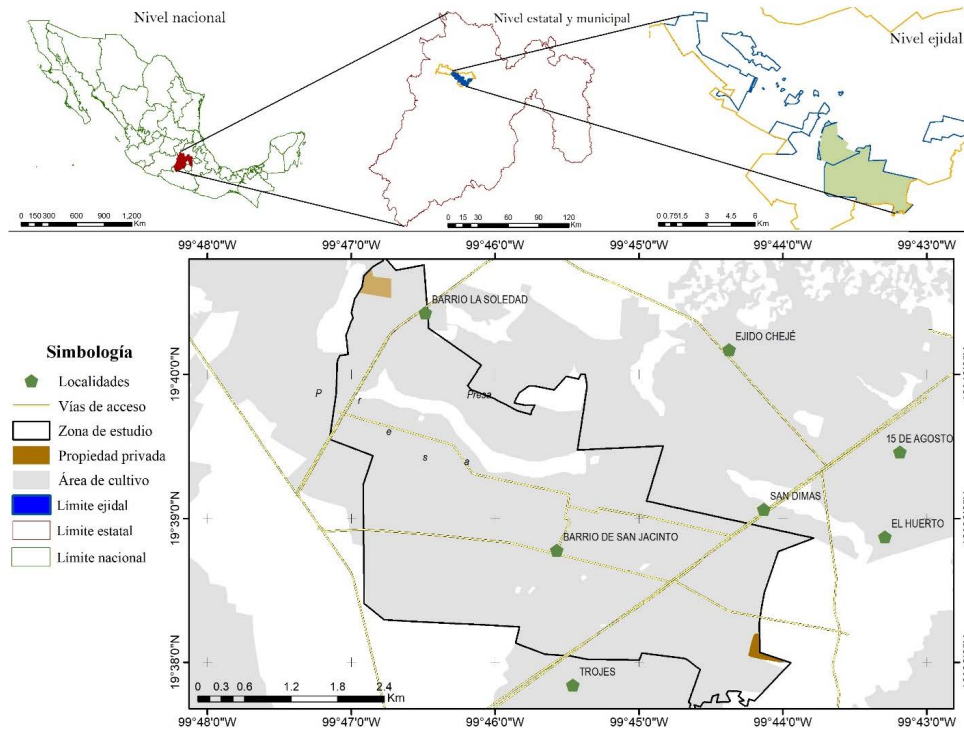 Nivel nacional
Nivel estatal y municipal
Nivel ejidal
0 150300 600 900 1,200
Km
0 15 30 60 90 120
Km
0 0.751.5 3 4.5 6
Km
99°48'0"W 99°47'0"W 99°46'0"W 99°45'0"W 99°44'0"W 99°43'0"W
Simbología
Localidades
Vías de acceso
Zona de estudio
Propiedad privada
Área de cultivo
Límite ejidal
Límite estatal
Límite nacional
19°40'0"N
19°39'0"N
19°38'0"N
BARRIO LA SOLEDAD
EJIDO CHEJÉ
Presa
P r e s a
15 DE AGOSTO
SAN DIMAS
EL HUERTO
BARRIO DE SAN JACINTO
TROJES
0 0.3 0.6 1.2 1.8 2.4
Km
99°48'0"W 99°47'0"W 99°46'0"W 99°45'0"W 99°44'0"W 99°43'0"W